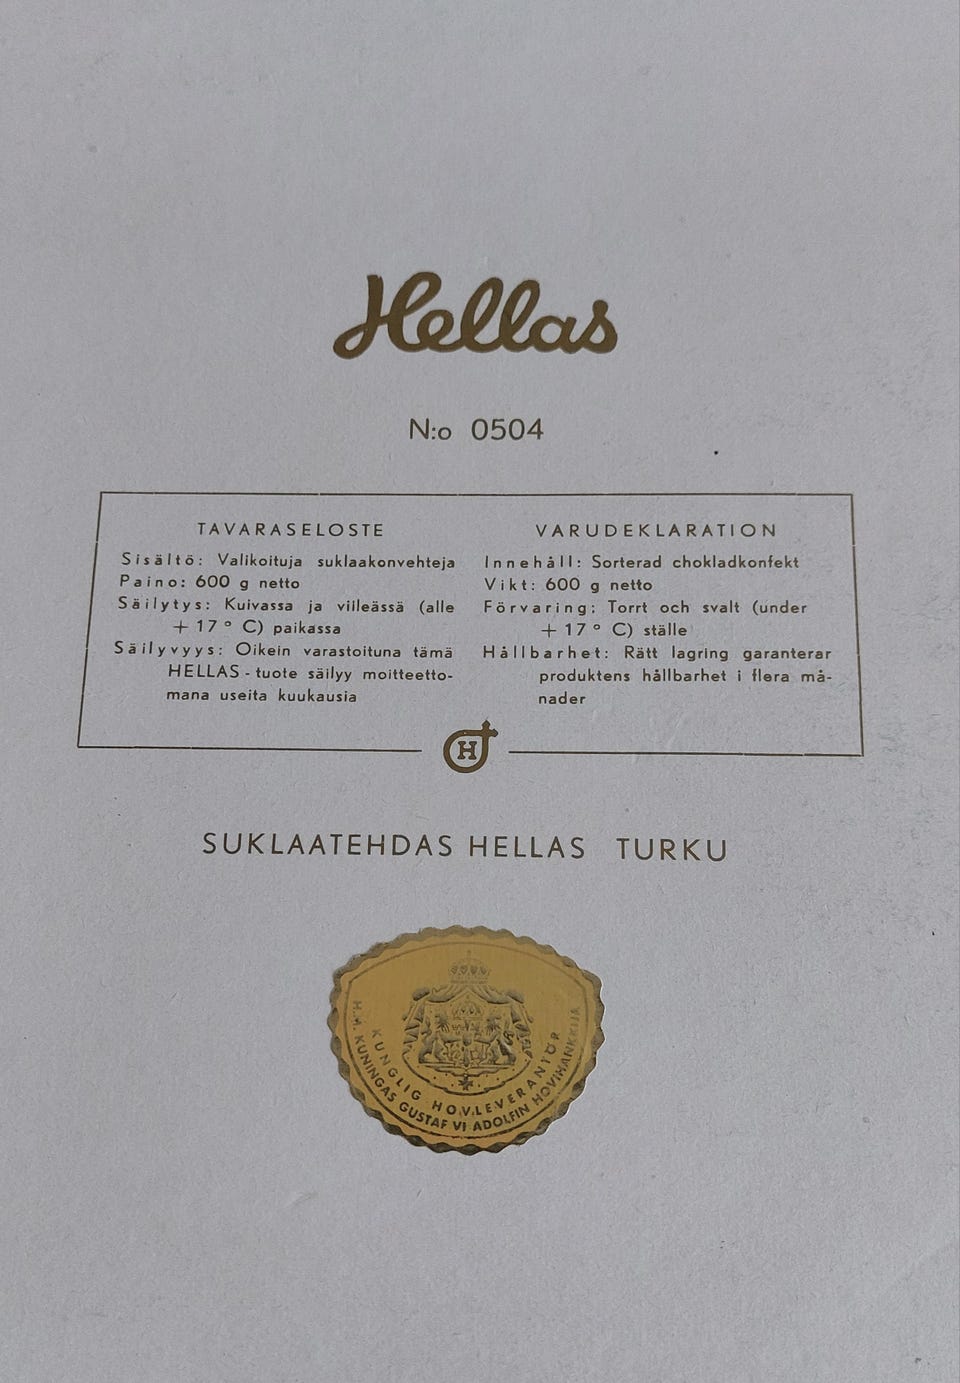 Hellas
N:o 0504
TAVARASELOSTE
Sisältö: Valikoituja suklaakonvehteja
Paino: 600 g netto
Säilytys: Kuivassa ja viileässä (alle
+ 17 ° C) paikassa
Säilyvyys: Oikein varastoituna tämä
HELLAS - tuote säilyy moitteetto-
mana useita kuukausia
VARUDEKLARATION
Innehåll: Sorterad chokladkonfekt
Vikt: 600 g netto
Förvaring: Torrt och svalt (under
+ 17 ° C) ställe
Hållbarhet: Rätt lagring garanterar
produktens hållbarhet i flera må-
nader
H
SUKLAATEHDAS HELLAS TURKU
KUNGLIG HOVLEVERANTÖR
H.M. KUNINGAS GUSTAF VI ADOLFIN HOVIHANKKIJA